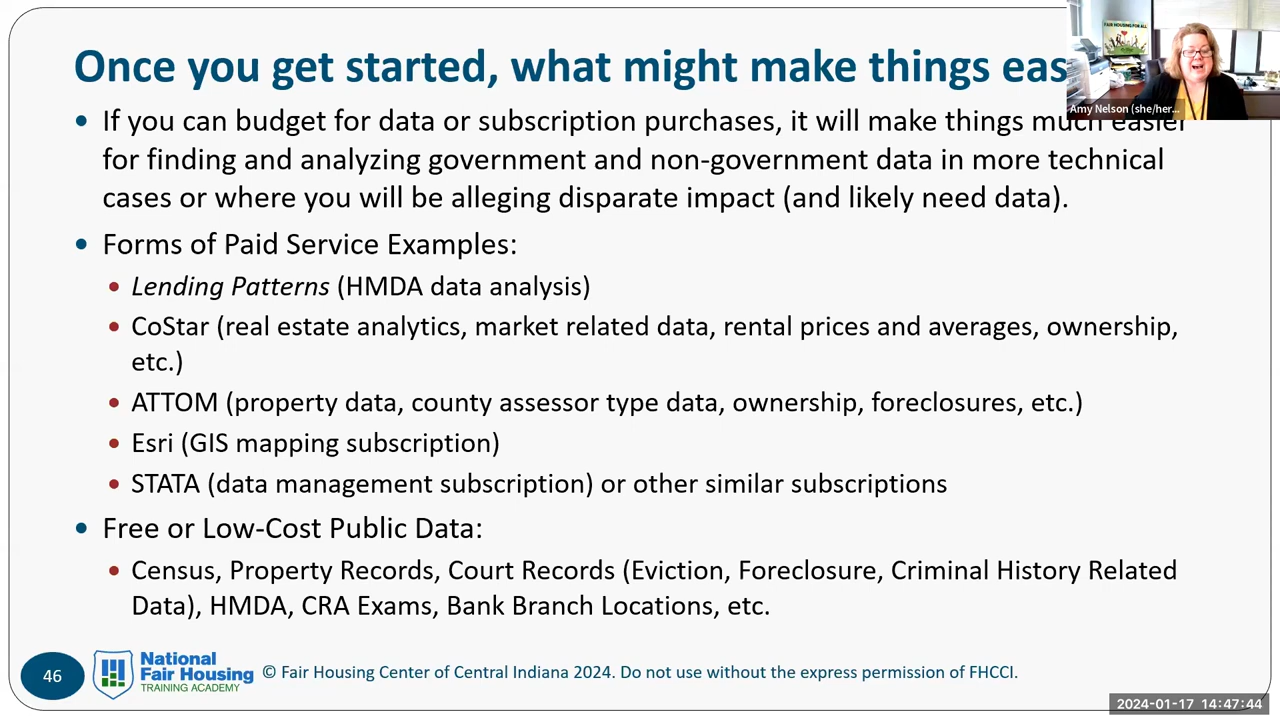 Once you get started, what might make things eas
If you can budget for data or subscription purchases, it will make things much easier
for finding and analyzing government and non-government data in more technical
cases or where you will be alleging disparate impact (and likely need data).
Forms of Paid Service Examples:
Lending Patterns (HMDA data analysis)
CoStar (real estate analytics, market related data, rental prices and averages, ownership,
etc.)
ATTOM (property data, county assessor type data, ownership, foreclosures, etc.)
Esri (GIS mapping subscription)
STATA (data management subscription) or other similar subscriptions
Free or Low-Cost Public Data:
Census, Property Records, Court Records (Eviction, Foreclosure, Criminal History Related
Data), HMDA, CRA Exams, Bank Branch Locations, etc.
46
National
Fair Housing
TRAINING ACADEMY
© Fair Housing Center of Central Indiana 2024. Do not use without the express permission of FHCCI.
FAIR HOUSING FOR ALL
Amy Nelson (she/her...
2024-01-17 14:47:44